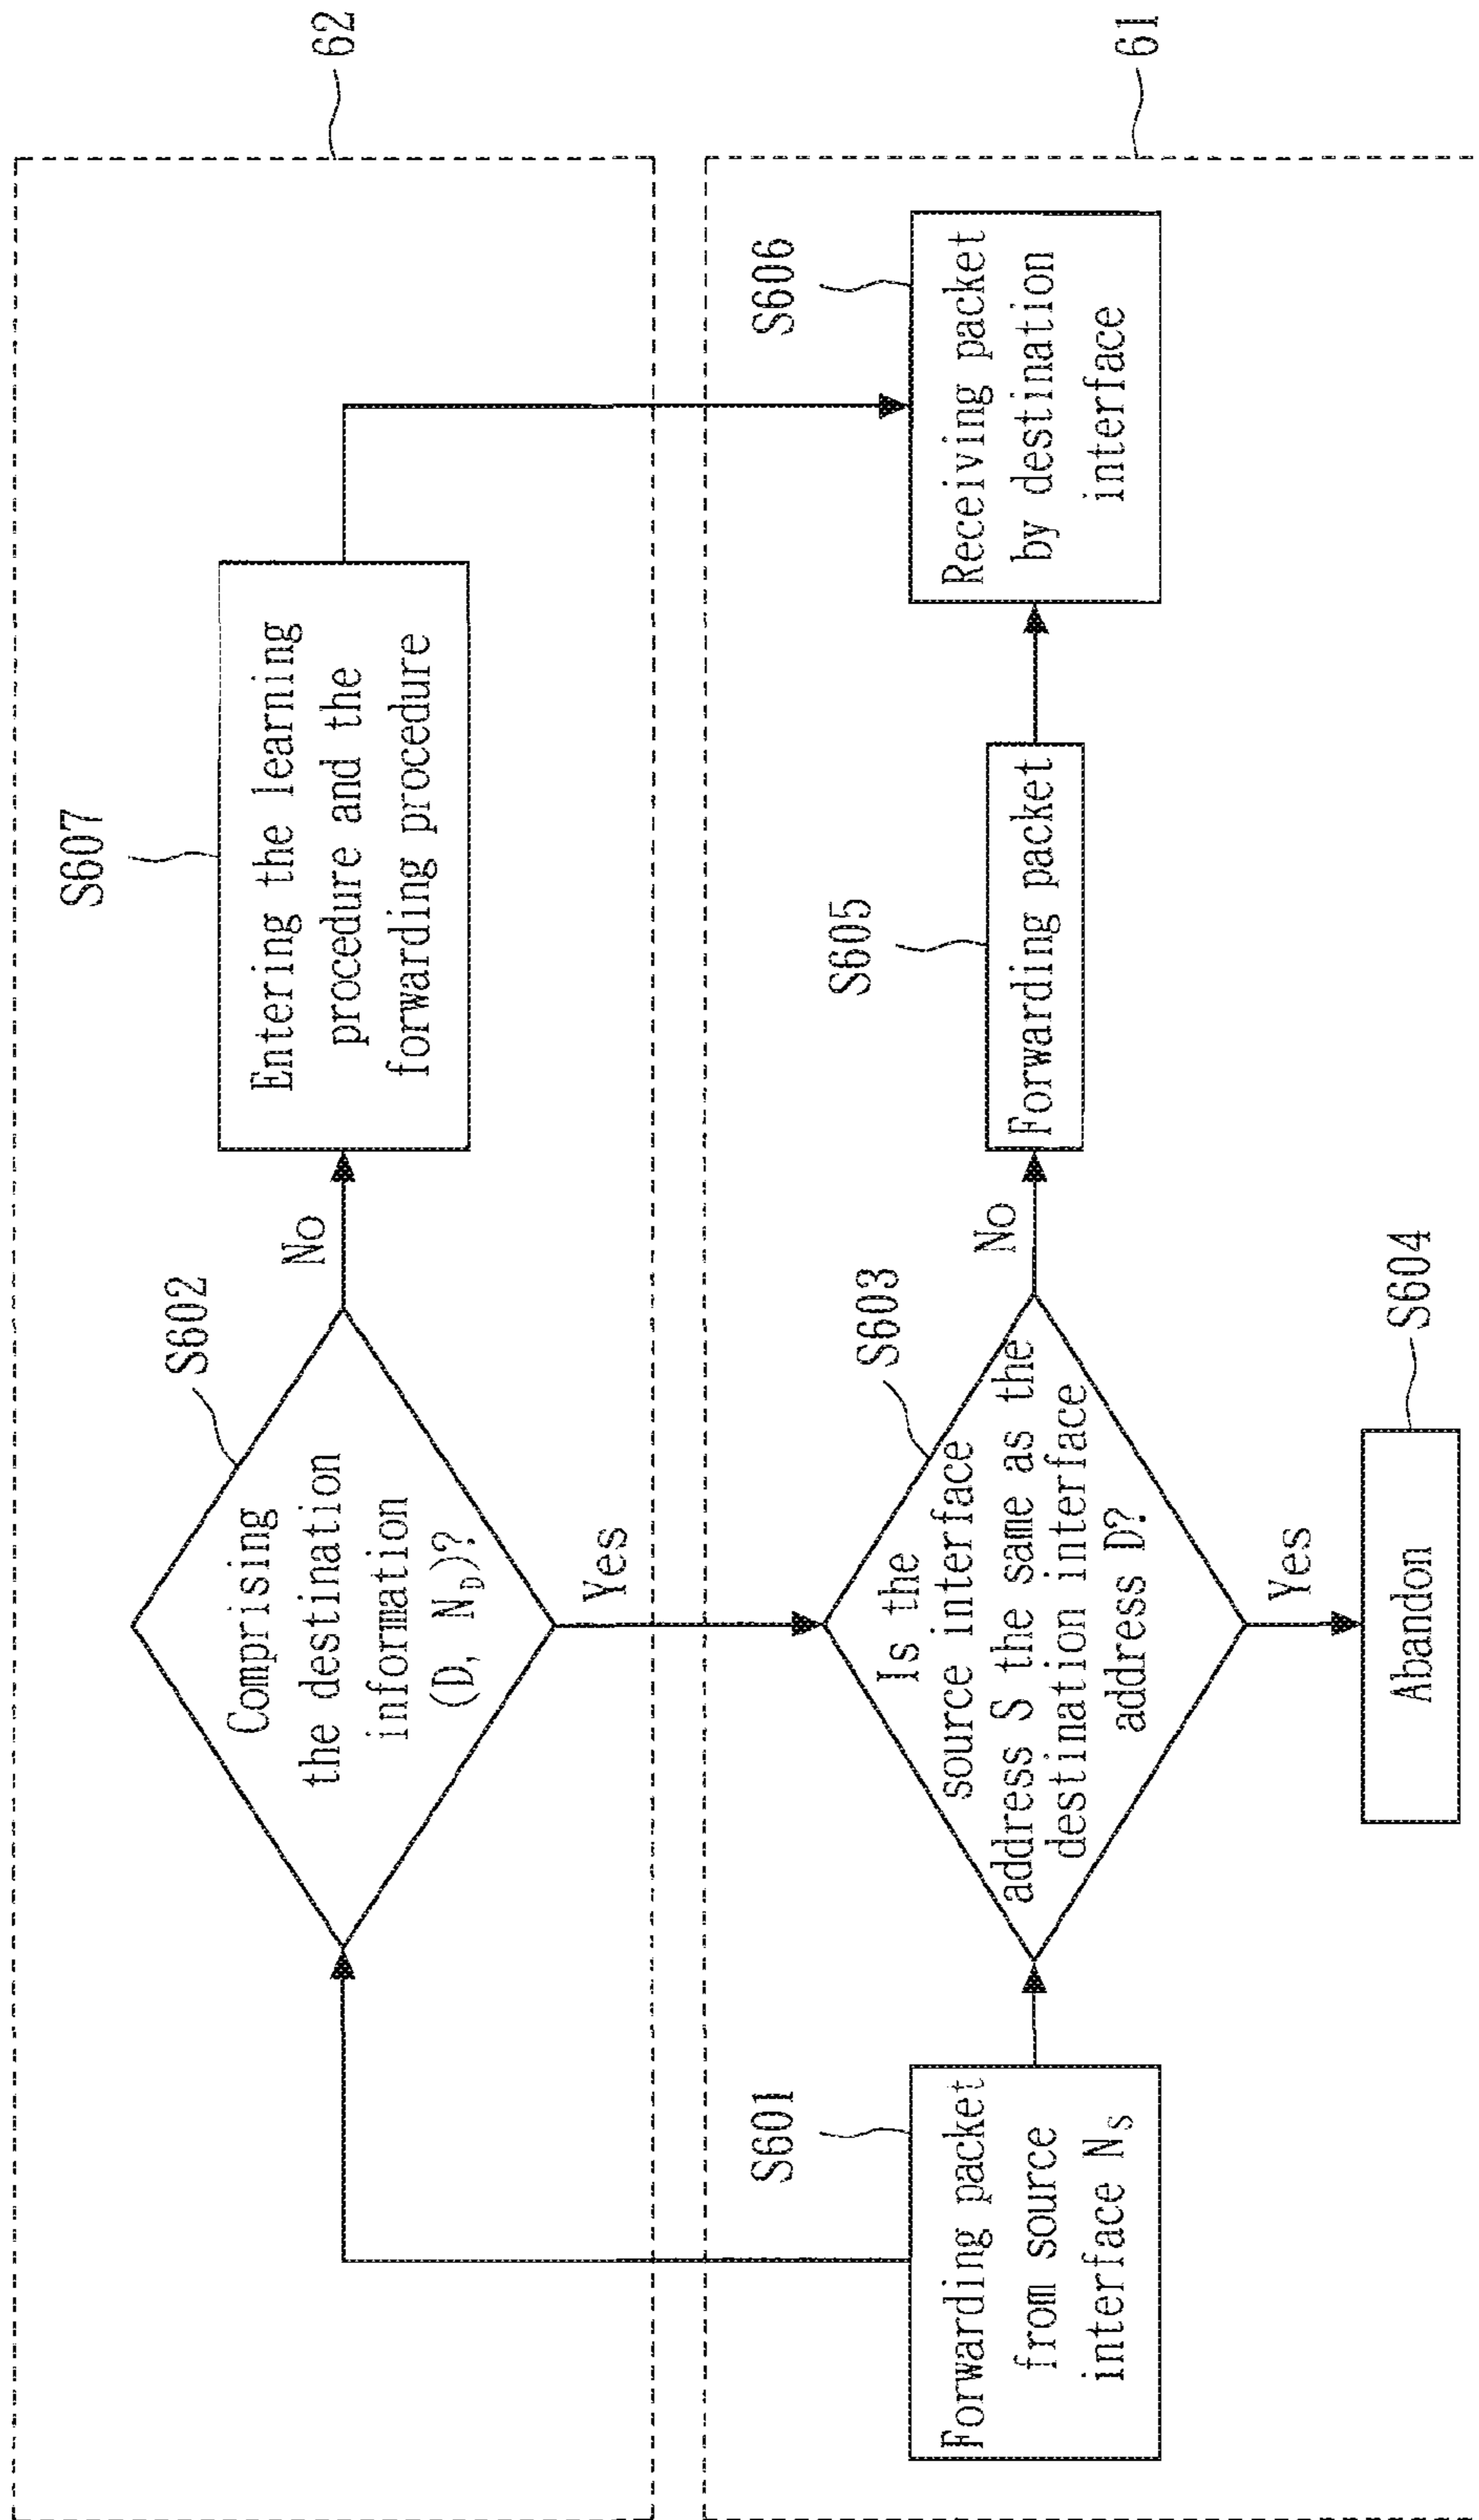 62
S607
S602
Comprising
the destination
information
(D, N_D)?
No
Entering the learning
procedure and the
forwarding procedure
Yes
61
S601
Forwarding packet
from source
interface N_S
S603
Is the
source interface
address S the same as the
destination interface
address D?
No
S605
Forwarding packet
S606
Receiving packet
by destination
interface
Yes
Abandon
S604